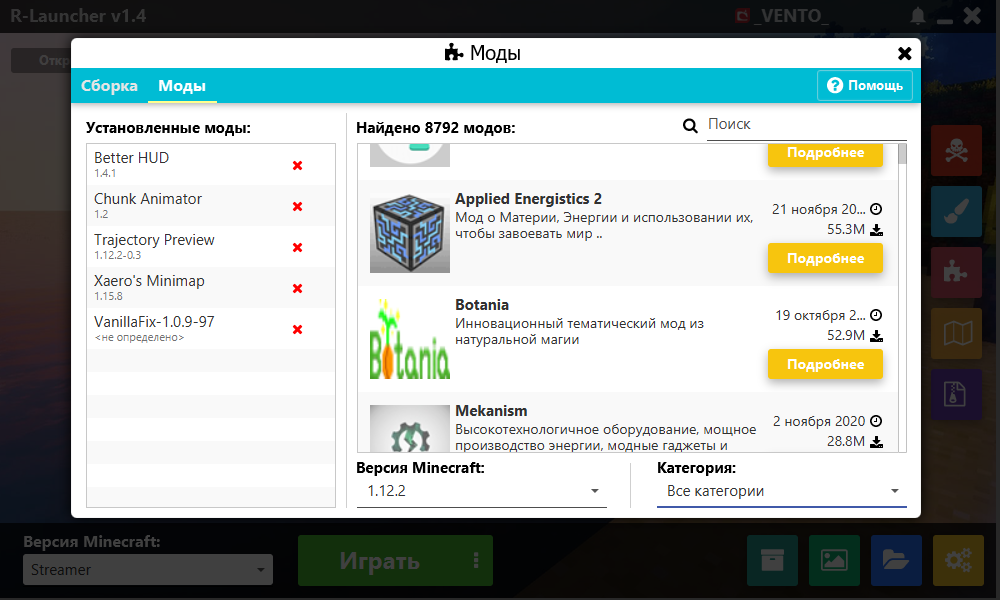 R-Launcher v1.4
_VENTO_
Откр
Моды
Сборка
Моды
Помощь
Установленные моды:
Better HUD
1.4.1
Chunk Animator
1.2
Trajectory Preview
1.12.2-0.3
Xaero's Minimap
1.15.8
VanillaFix-1.0.9-97
<не определено>
Найдено 8792 модов:
Поиск
Подробнее
Applied Energistics 2
Мод о Материи, Энергии и использовании их,
чтобы завоевать мир ..
21 ноября 20...
55.3M
Подробнее
Botania
Botania
Инновационный тематический мод из
натуральной магии
19 октября 2...
52.9M
Подробнее
Mekanism
Высокотехнологичное оборудование, мощное
производство энергии, модные гаджеты и
2 ноября 2020
28.8M
Версия Minecraft:
1.12.2
Категория:
Все категории
Версия Minecraft:
Streamer
Играть